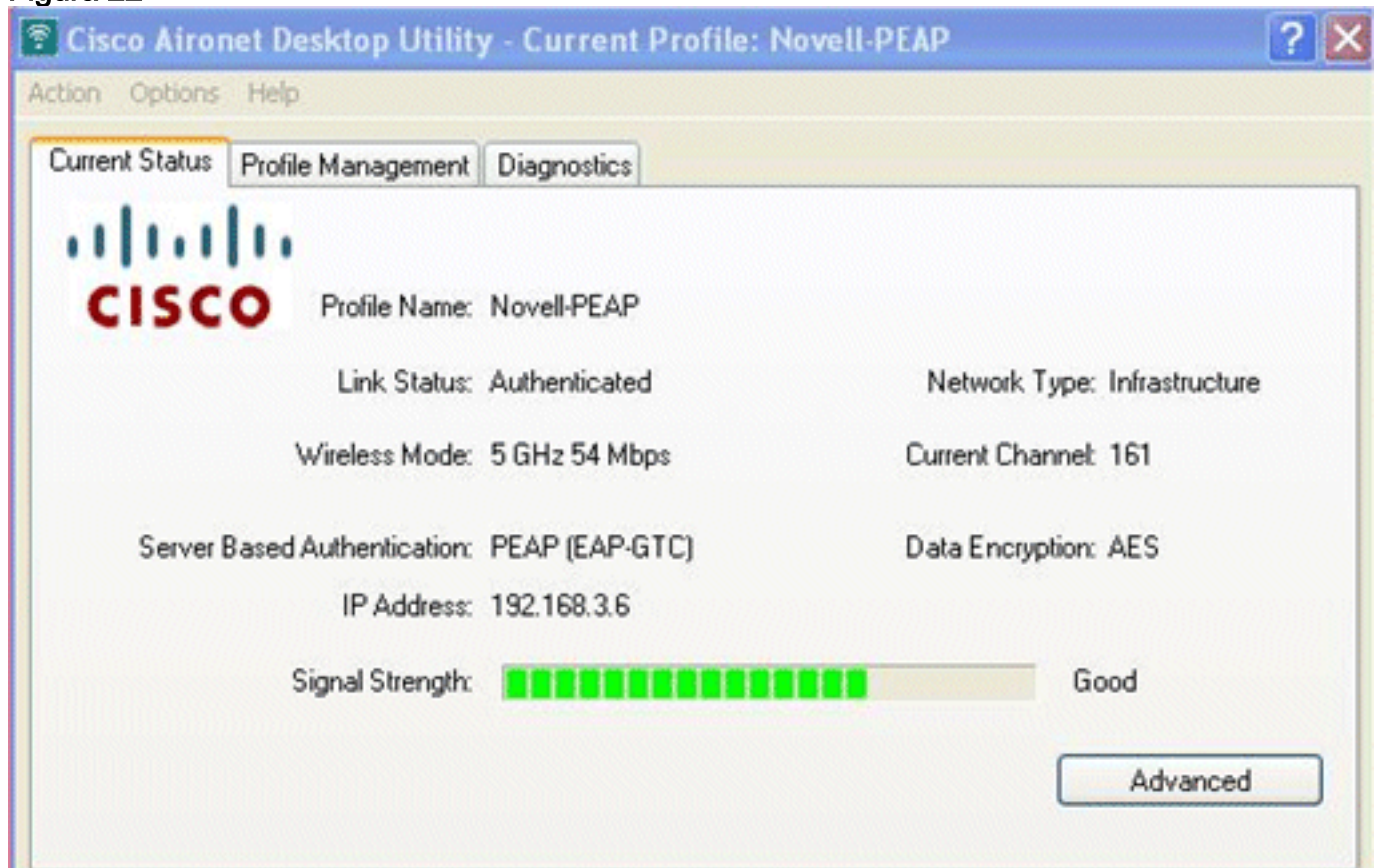 Cisco Aironet Desktop Utility - Current Profile: Novell-PEAP
Action Options Help
Current Status Profile Management Diagnostics
CISCO
Profile Name: Novell-PEAP
Link Status: Authenticated Network Type: Infrastructure
Wireless Mode: 5 GHz 54 Mbps Current Channel: 161
Server Based Authentication: PEAP (EAP-GTC) Data Encryption: AES
IP Address: 192.168.3.6
Signal Strength: Good
Advanced